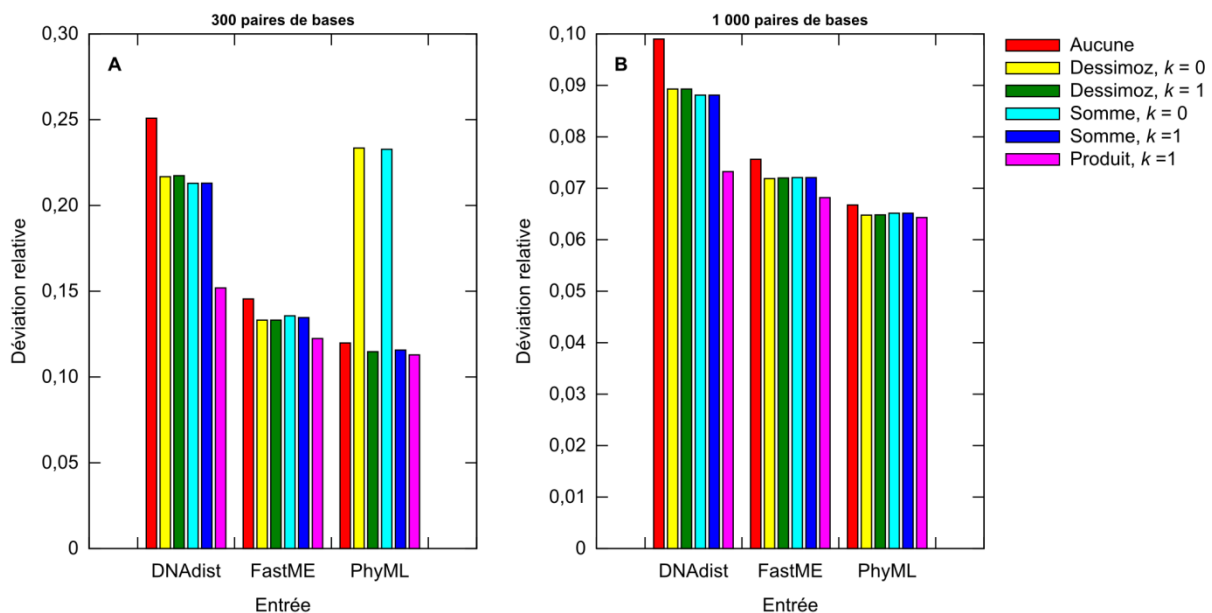 300 paires de bases
A
0,30
0,25
0,20
0,15
0,10
0,05
0
Déviation relative
DNAdist
FastME
PhyML
Entrée
1 000 paires de bases
B
0,10
0,09
0,08
0,07
0,06
0,05
0,04
0,03
0,02
0,01
0
Déviation relative
DNAdist
FastME
PhyML
Entrée
Aucune
Dessimoz, k = 0
Dessimoz, k = 1
Somme, k = 0
Somme, k =1
Produit, k =1